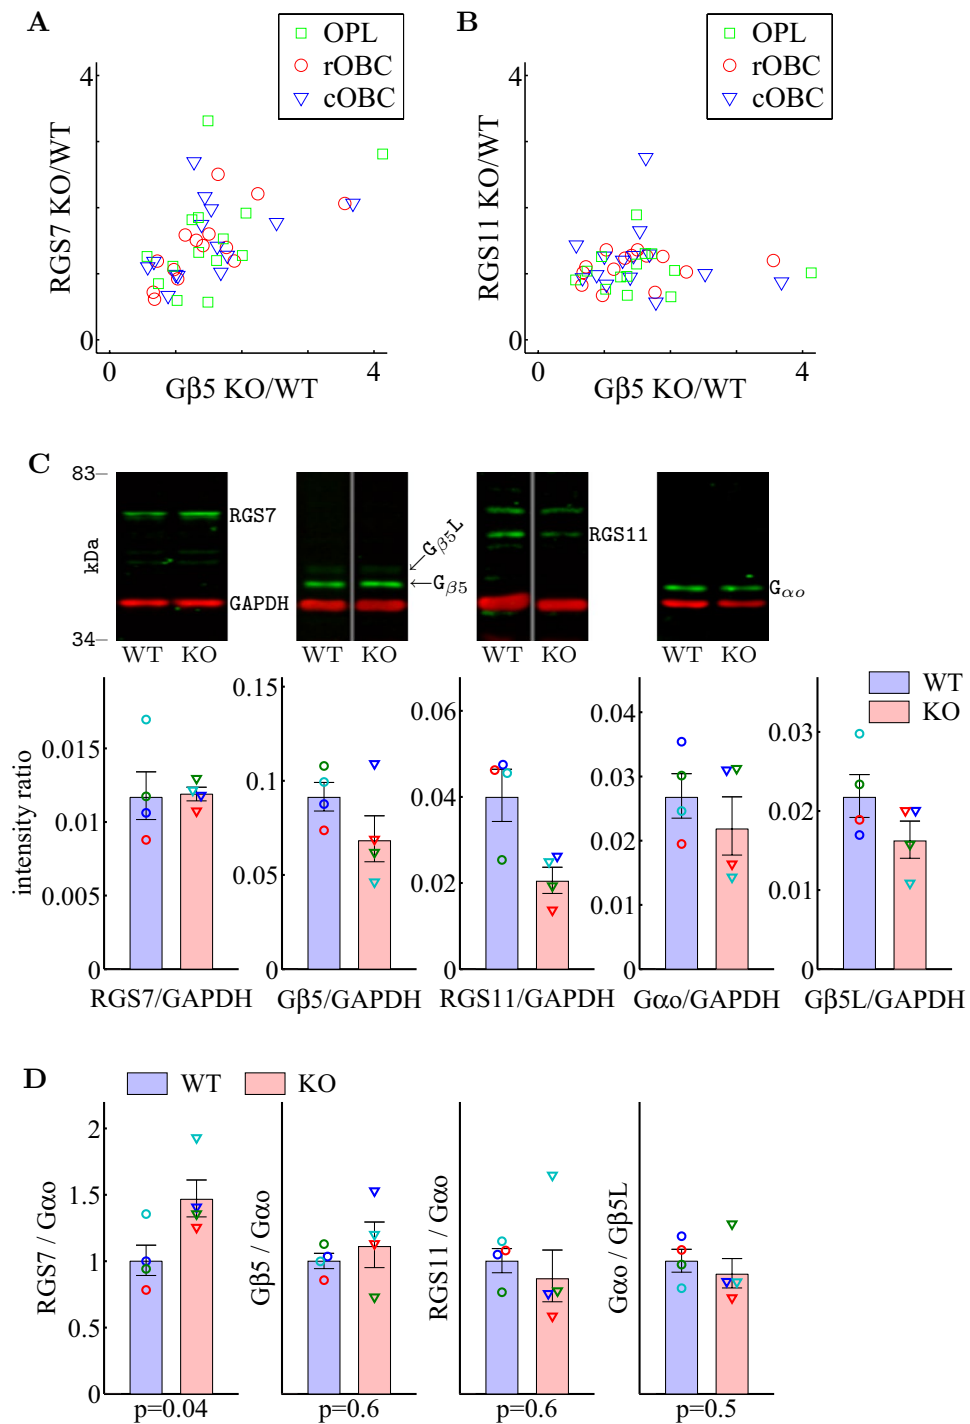 A
OPL
rOBC
cOBC
4
0
0
4
RGS7 KO/WT
Gβ5 KO/WT
B
OPL
rOBC
cOBC
4
0
0
4
RGS11 KO/WT
Gβ5 KO/WT
C
83
kDa
34
RGS7
GAPDH
WT KO
Gβ5L
Gβ5
WT KO
RGS11
WT KO
Gαo
WT KO
WT
KO
intensity ratio
0.015
0.01
0.005
0
RGS7/GAPDH
0.15
0.1
0.05
0
Gβ5/GAPDH
0.06
0.04
0.02
0
RGS11/GAPDH
0.04
0.03
0.02
0.01
0
Gαo/GAPDH
0.03
0.02
0.01
0
Gβ5L/GAPDH
D
WT KO
2
1.5
1
0.5
0
RGS7 / Gαo
p=0.04
Gβ5 / Gαo
p=0.6
RGS11 / Gαo
p=0.6
Gαo / Gβ5L
p=0.5